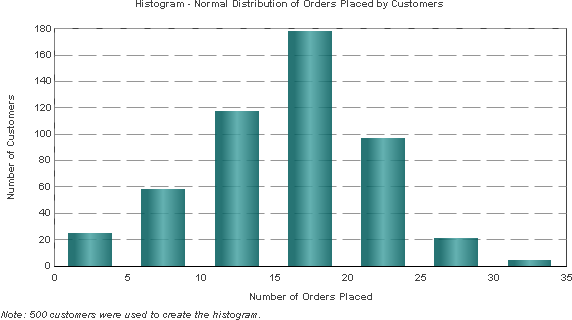 Histogram - Normal Distribution of Orders Placed by Customers
180
160
140
120
100
80
60
40
20
0
Number of Customers
0 5 10 15 20 25 30 35
Number of Orders Placed
Note: 500 customers were used to create the histogram.